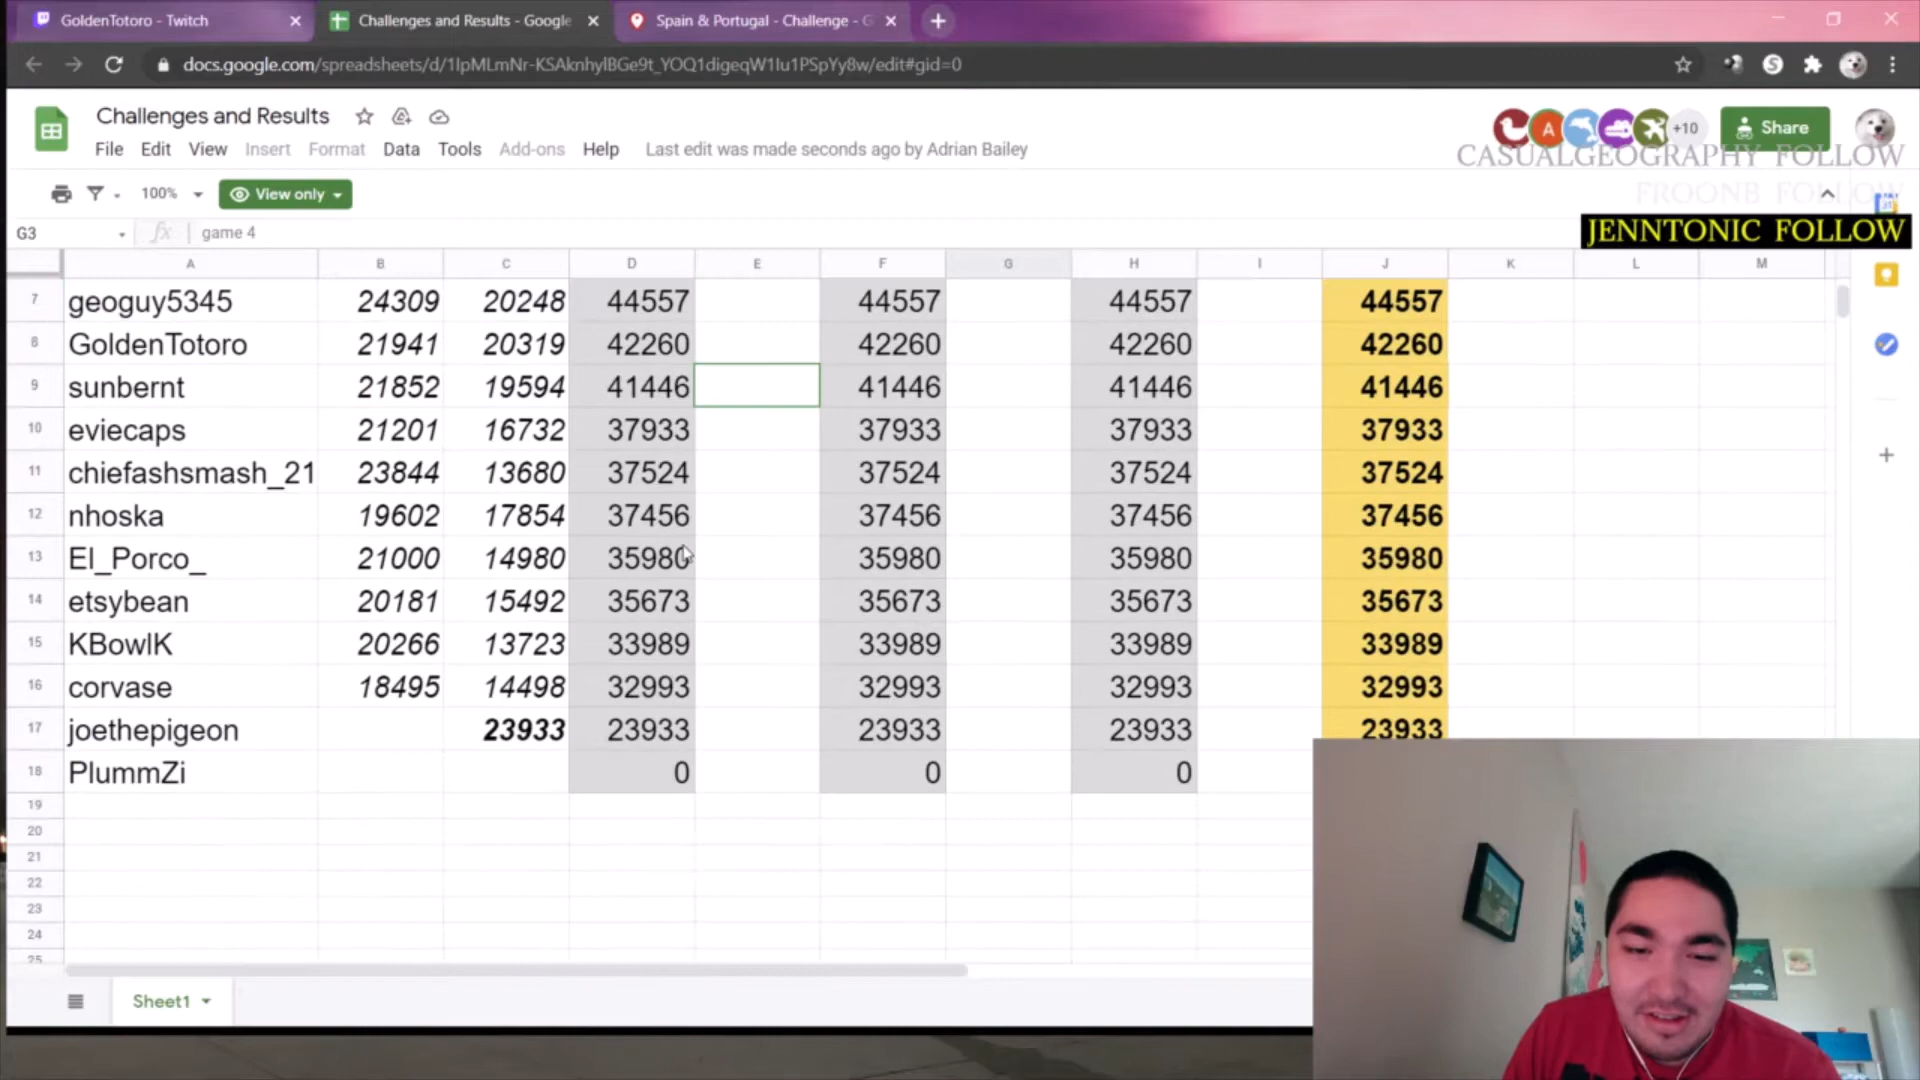 GoldenTotoro - Twitch
Challenges and Results - Google
Spain & Portugal - Challenge - G
docs.google.com/spreadsheets/d/1IpMLmNr-KSAknhylBGe9t_YOQ1digeqW1Iu1PSpYy8w/edit#gid=0
Challenges and Results
A
+10
Share
File Edit View Insert Format Data Tools Add-ons Help Last edit was made seconds ago by Adrian Bailey
CASUALGEOGRAPHY FOLLOW
FROONB FOLLOW
JENNTONIC FOLLOW
100% View only
G3 fx game 4
A B C D E F G H I J K L M
7 geoguy5345 24309 20248 44557 44557 44557 44557
8 GoldenTotoro 21941 20319 42260 42260 42260 42260
9 sunbernt 21852 19594 41446 41446 41446 41446
10 eviecaps 21201 16732 37933 37933 37933 37933
11 chiefashsmash_21 23844 13680 37524 37524 37524 37524
12 nhoska 19602 17854 37456 37456 37456 37456
13 El_Porco_ 21000 14980 35980 35980 35980 35980
14 etsybean 20181 15492 35673 35673 35673 35673
15 KBowlK 20266 13723 33989 33989 33989 33989
16 corvase 18495 14498 32993 32993 32993 32993
17 joethepigeon 23933 23933 23933 23933 23933
18 PlummZi 0 0 0
19
20
21
22
23
24
25
Sheet1